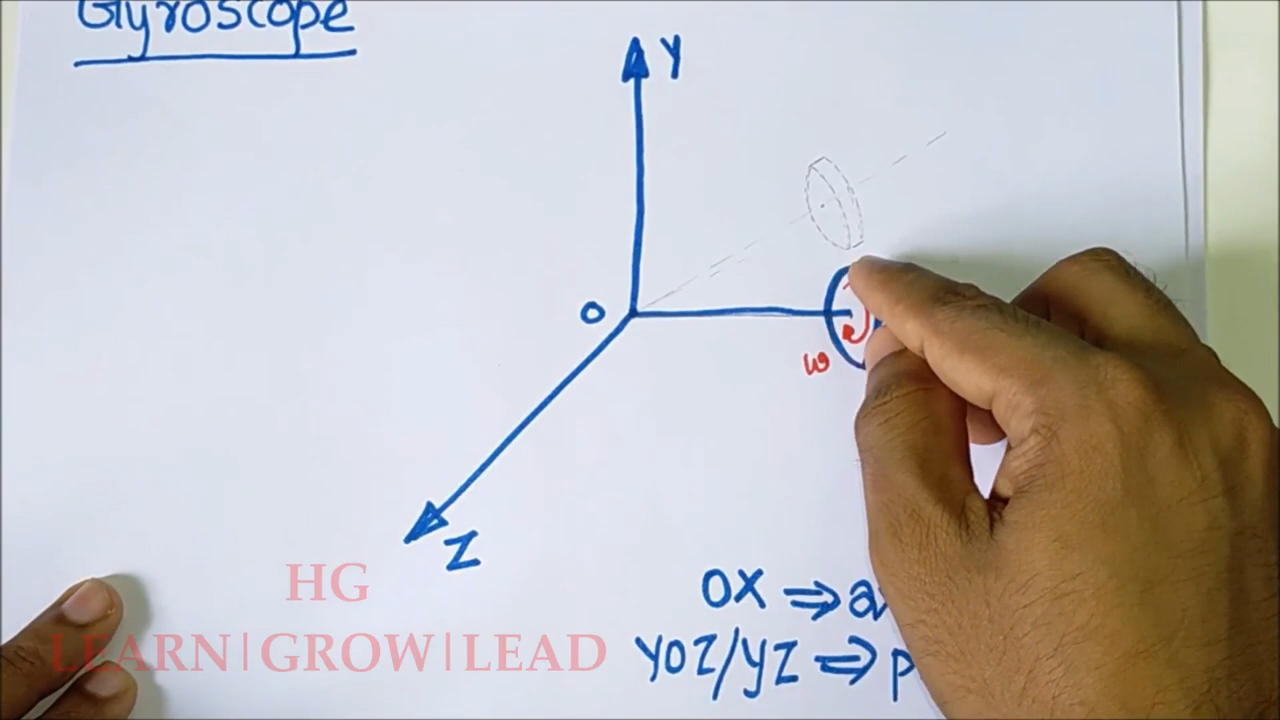 Gyroscope
Y
O
ω
Z
OX ⇒
YOZ/YZ ⇒
HG
LEARN|GROW|LEAD